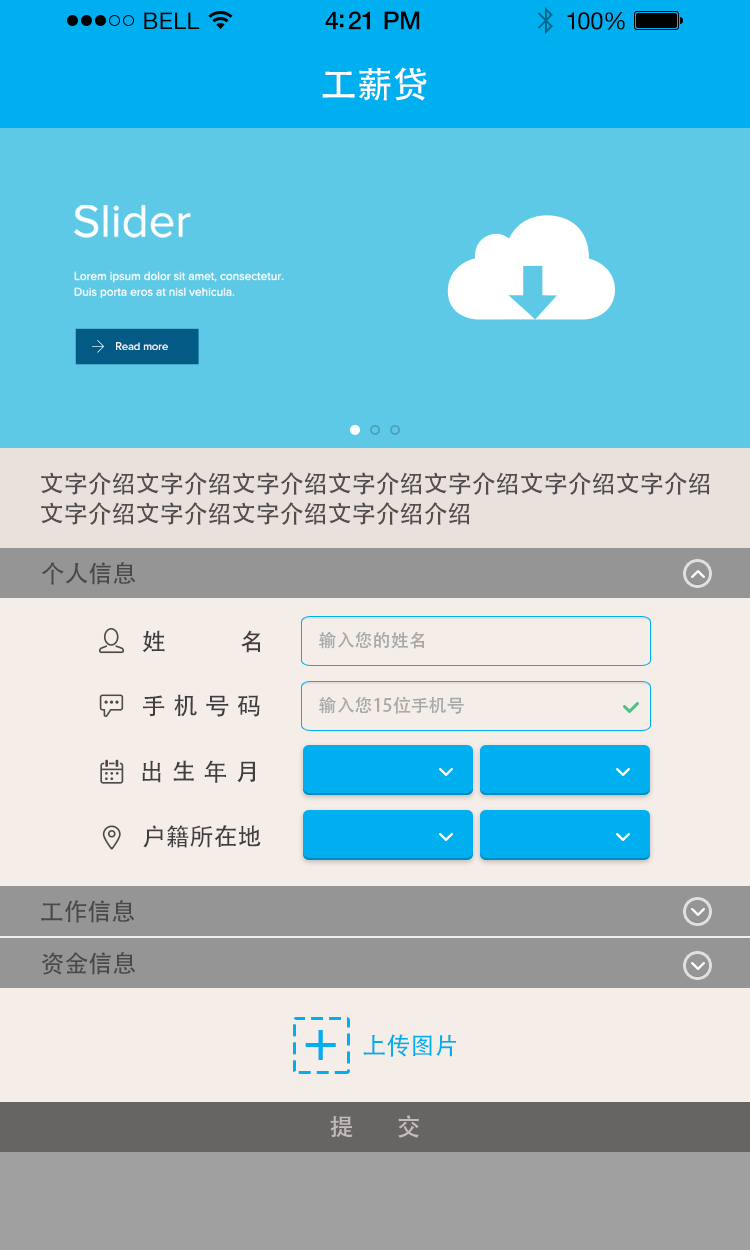 BELL 4:21 PM 100%
工薪贷
Slider
Lorem ipsum dolor sit amet, consectetur.
Duis porta eros at nisl vehicula.
Read more
文字介绍文字介绍文字介绍文字介绍文字介绍文字介绍文字介绍
文字介绍文字介绍文字介绍文字介绍介绍
个人信息
姓 名 输入您的姓名
手机号码 输入您15位手机号
出生年月
户籍所在地
工作信息
资金信息
上传图片
提 交